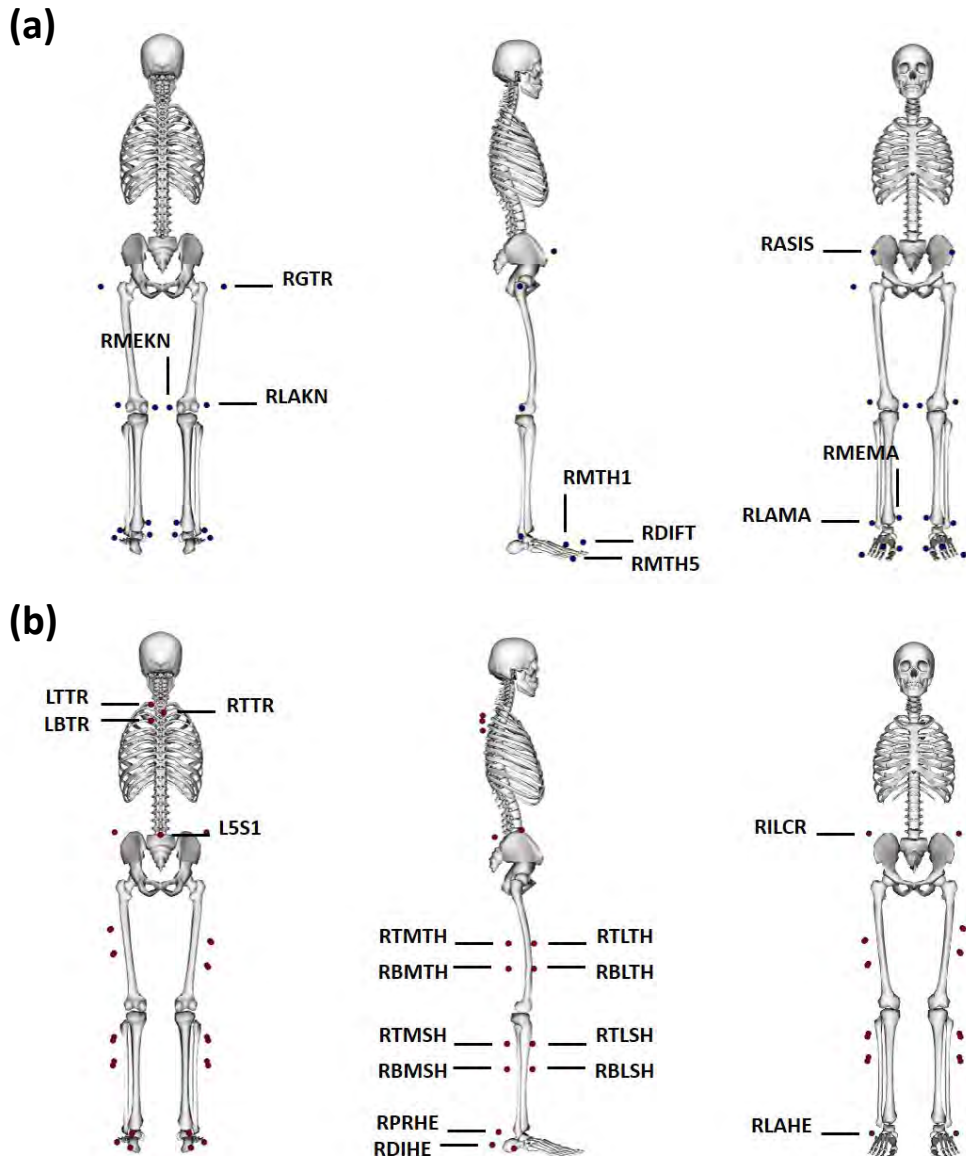 (a)
RGTR
RMEKN
RLAKN
RMTH1
RDIFT
RMTH5
RASIS
RMEMA
RLAMA
(b)
LTTR
RTTR
LBTR
L5S1
RTMTH
RTLTH
RBMTH
RBLTH
RTMSH
RTLSH
RBMSH
RBLSH
RPRHE
RDIHE
RILCR
RLAHE